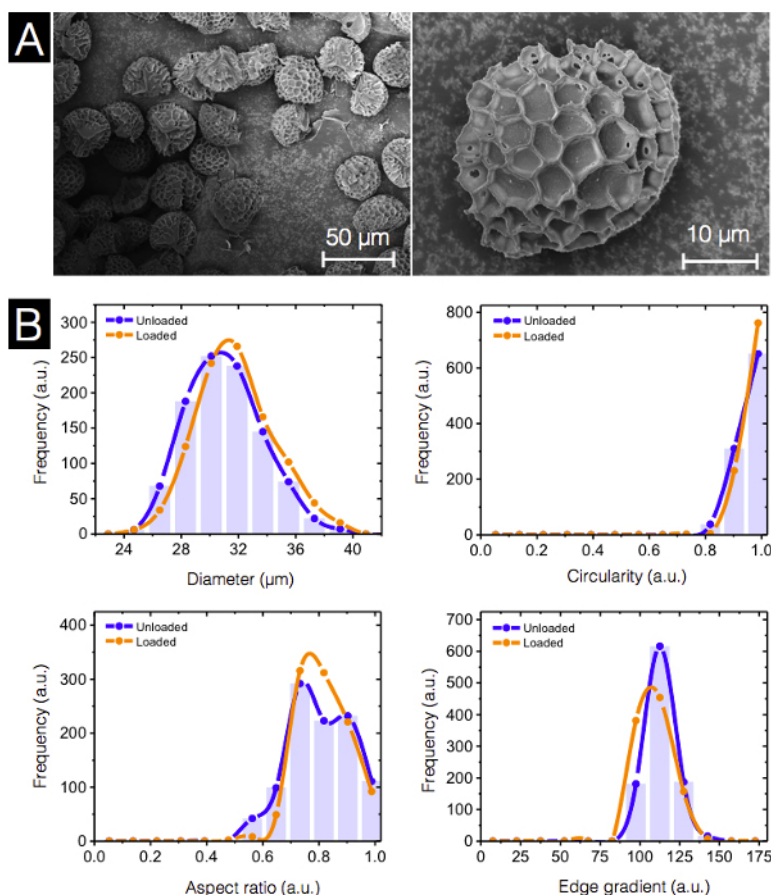 A
50 µm
10 µm
B
Unloaded
Loaded
300
250
200
150
100
50
0
24 28 32 36 40
Frequency (a.u.)
Diameter (µm)
Unloaded
Loaded
800
600
400
200
0
0.0 0.2 0.4 0.6 0.8 1.0
Frequency (a.u.)
Circularity (a.u.)
Unloaded
Loaded
400
300
200
100
0
0.0 0.2 0.4 0.6 0.8 1.0
Frequency (a.u.)
Aspect ratio (a.u.)
Unloaded
Loaded
700
600
500
400
300
200
100
0
0 25 50 75 100 125 150 175
Frequency (a.u.)
Edge gradient (a.u.)